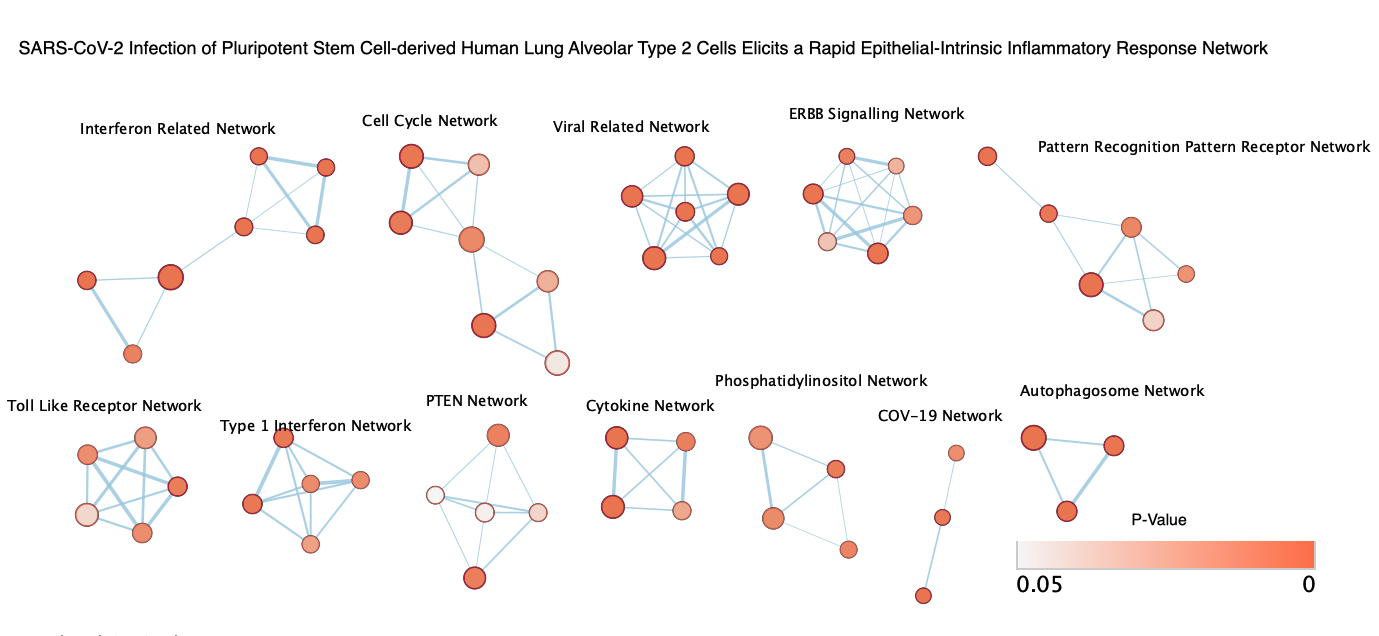 SARS-CoV-2 Infection of Pluripotent Stem Cell-derived Human Lung Alveolar Type 2 Cells Elicits a Rapid Epithelial-Intrinsic Inflammatory Response Network
Interferon Related Network
Cell Cycle Network
Viral Related Network
ERBB Signalling Network
Pattern Recognition Pattern Receptor Network
Toll Like Receptor Network
Type 1 Interferon Network
PTEN Network
Cytokine Network
Phosphatidylinositol Network
COV-19 Network
Autophagosome Network
P-Value
0.05 0